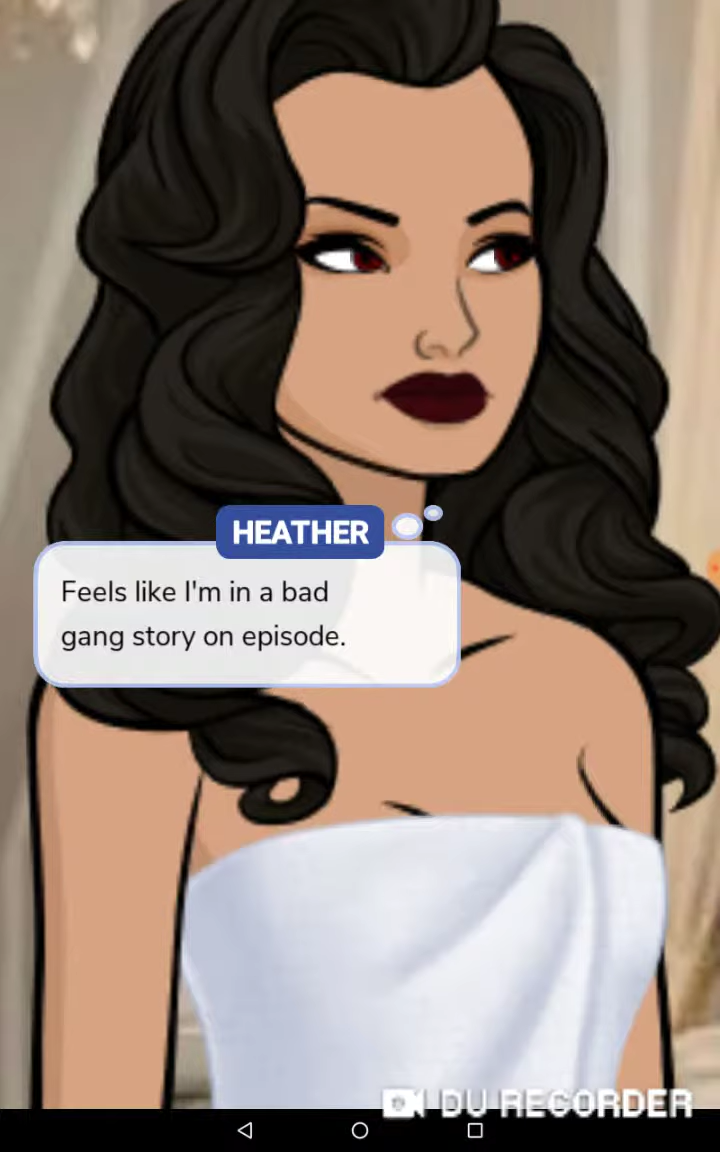 HEATHER
Feels like I'm in a bad
gang story on episode.
DU RECORDER